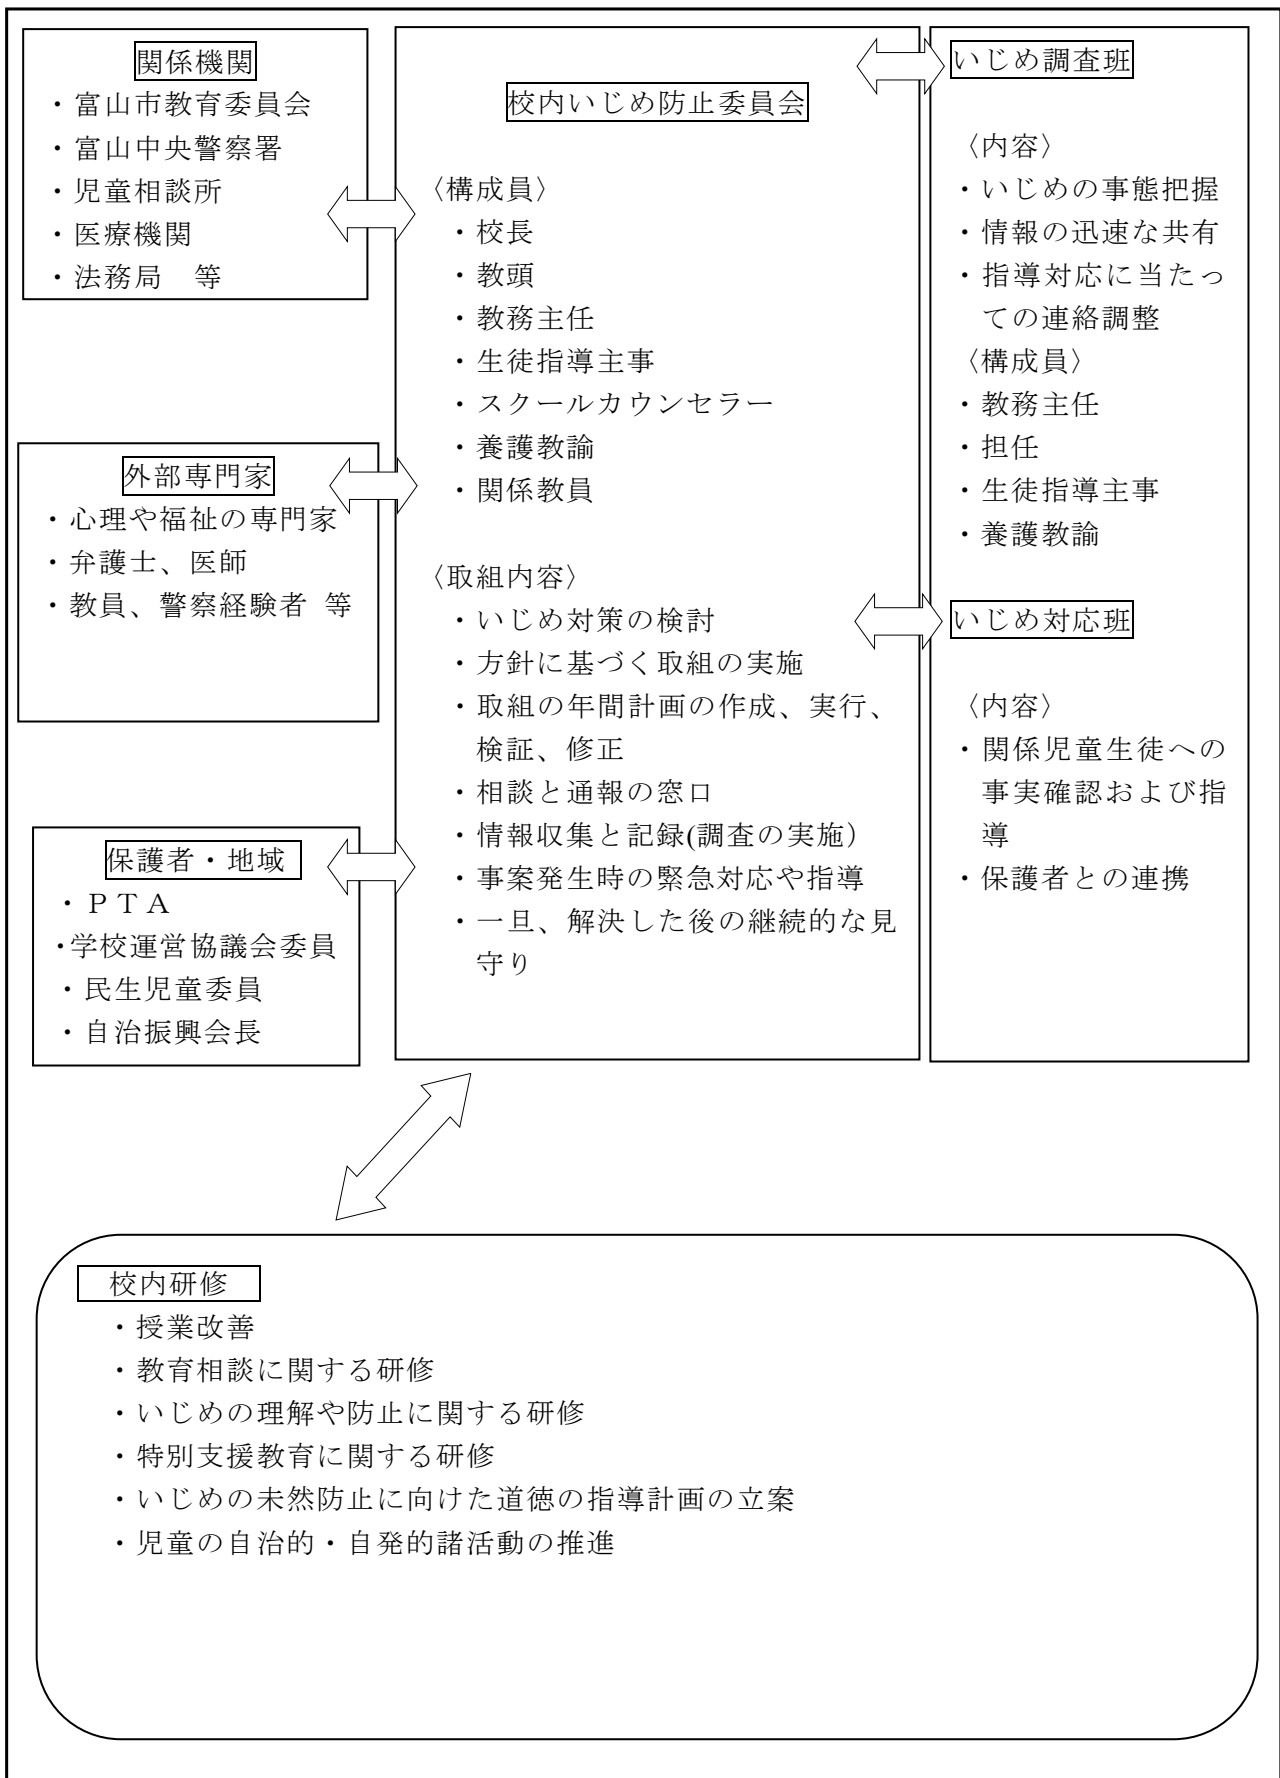 関係機関
・富山市教育委員会
・富山中央警察署
・児童相談所
・医療機関
・法務局　等
外部専門家
・心理や福祉の専門家
・弁護士、医師
・教員、警察経験者 等
保護者・地域
・ＰＴＡ
・学校運営協議会委員
・民生児童委員
・自治振興会長
校内いじめ防止委員会
〈構成員〉
・校長
・教頭
・教務主任
・生徒指導主事
・スクールカウンセラー
・養護教諭
・関係教員
〈取組内容〉
・いじめ対策の検討
・方針に基づく取組の実施
・取組の年間計画の作成、実行、
検証、修正
・相談と通報の窓口
・情報収集と記録(調査の実施）
・事案発生時の緊急対応や指導
・一旦、解決した後の継続的な見
守り
いじめ調査班
〈内容〉
・いじめの事態把握
・情報の迅速な共有
・指導対応に当たっ
ての連絡調整
〈構成員〉
・教務主任
・担任
・生徒指導主事
・養護教諭
いじめ対応班
〈内容〉
・関係児童生徒への
事実確認および指
導
・保護者との連携
校内研修
・授業改善
・教育相談に関する研修
・いじめの理解や防止に関する研修
・特別支援教育に関する研修
・いじめの未然防止に向けた道徳の指導計画の立案
・児童の自治的・自発的諸活動の推進